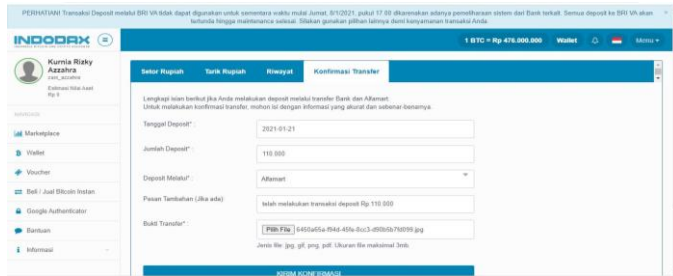 PERHATIAN! Transaksi Deposit melalui BRI VA tidak dapat digunakan untuk sementara waktu mulai Jumat, 8/1/2021, pukul 17.00 dikarenakan adanya pemeliharaan sistem dari Bank terkait. Semua deposit ke BRI VA akan
tertunda hingga maintenance selesai. Silakan gunakan pilihan lainnya demi kenyamanan transaksi Anda.
INDODAX
1 BTC = Rp 476.000.000 Wallet Menu
Kurnia Rizky
Azzahra
Estimasi Nilai Aset
Rp 0
NAVIGASI
Marketplace
Wallet
Voucher
Beli / Jual Bitcoin Instan
Google Authenticator
Bantuan
Informasi
Setor Rupiah Tarik Rupiah Riwayat Konfirmasi Transfer
Lengkapi isian berikut jika Anda melakukan deposit melalui transfer Bank dan Alfamart.
Untuk melakukan konfirmasi transfer, mohon isi dengan informasi yang akurat dan sebenar-benarnya
Tanggal Deposit* : 2021-01-21
Jumlah Deposit* : 110.000
Deposit Melalui* : Alfamart
Pesan Tambahan (Jika ada) telah melakukan transaksi deposit Rp 110.000
Bukti Transfer* : Pilih File
Jenis file: jpg, gif, png, pdf. Ukuran file maksimal 3mb.
KIRIM KONFIRMASI